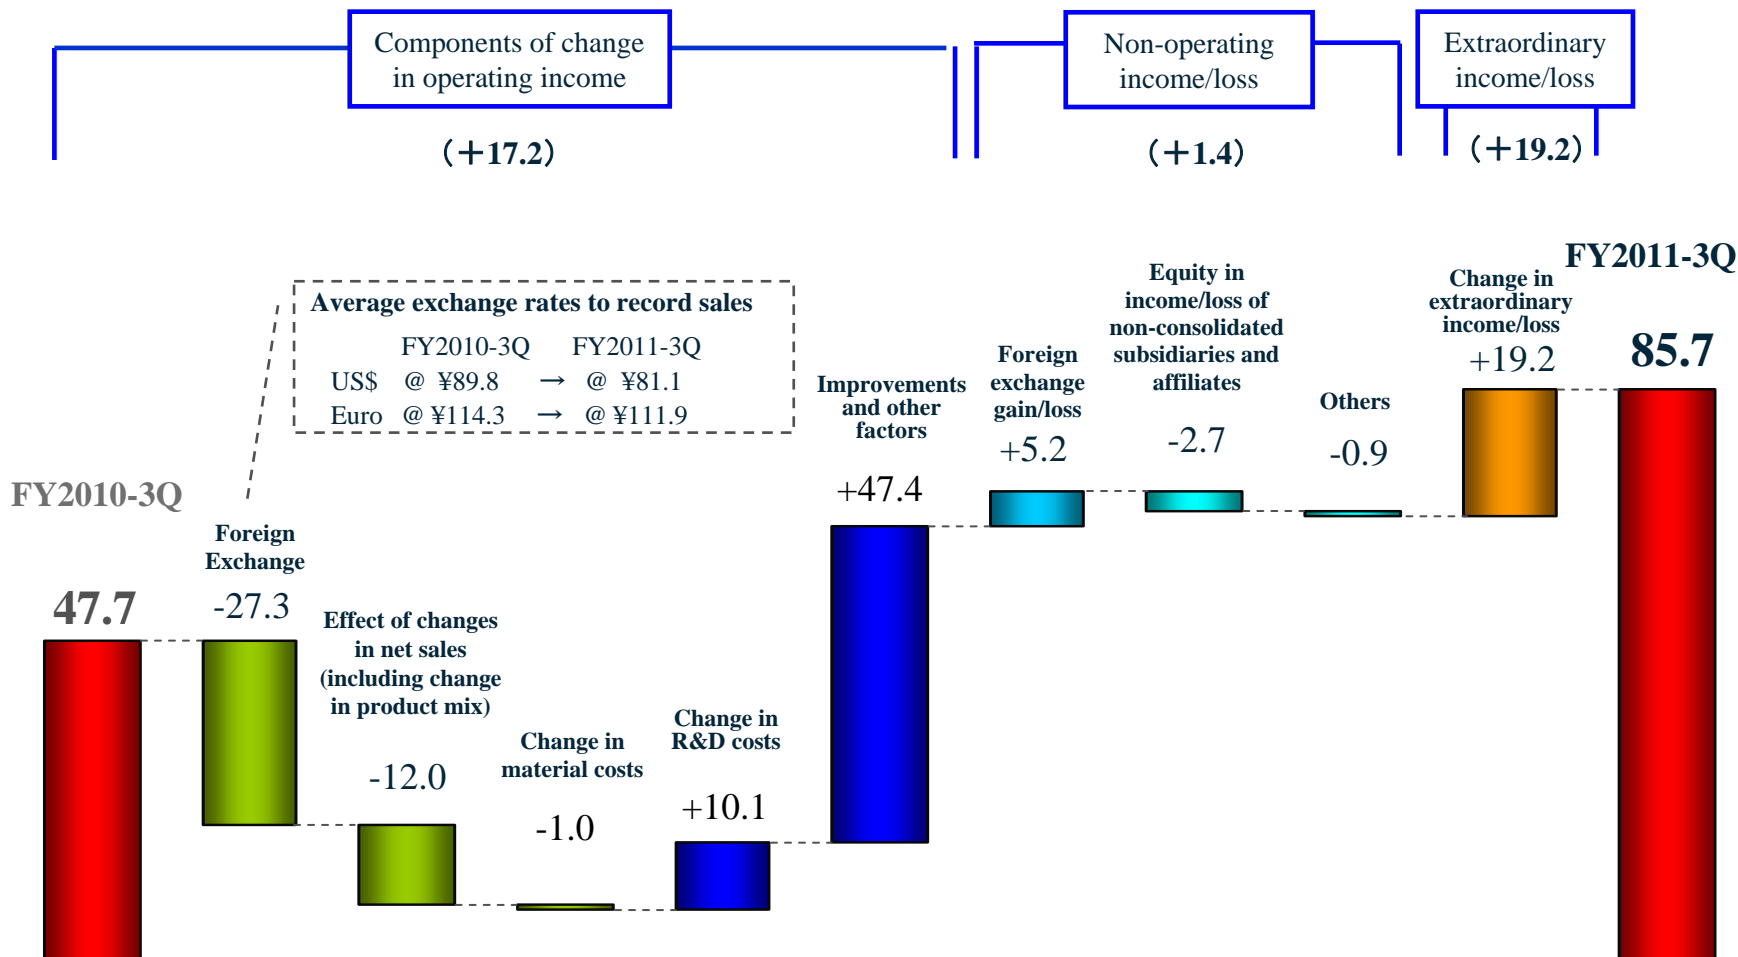 Components of change
in operating income
(+17.2)
Non-operating
income/loss
(+1.4)
Extraordinary
income/loss
(+19.2)
FY2010-3Q
47.7
Foreign
Exchange
-27.3
Average exchange rates to record sales
FY2010-3Q FY2011-3Q
US$ @ ¥89.8 → @ ¥81.1
Euro @ ¥114.3 → @ ¥111.9
Effect of changes
in net sales
(including change
in product mix)
-12.0
Change in
material costs
-1.0
Change in
R&D costs
+10.1
Improvements
and other
factors
+47.4
Foreign
exchange
gain/loss
+5.2
Equity in
income/loss of
non-consolidated
subsidiaries and
affiliates
-2.7
Others
-0.9
Change in
extraordinary
income/loss
+19.2
FY2011-3Q
85.7